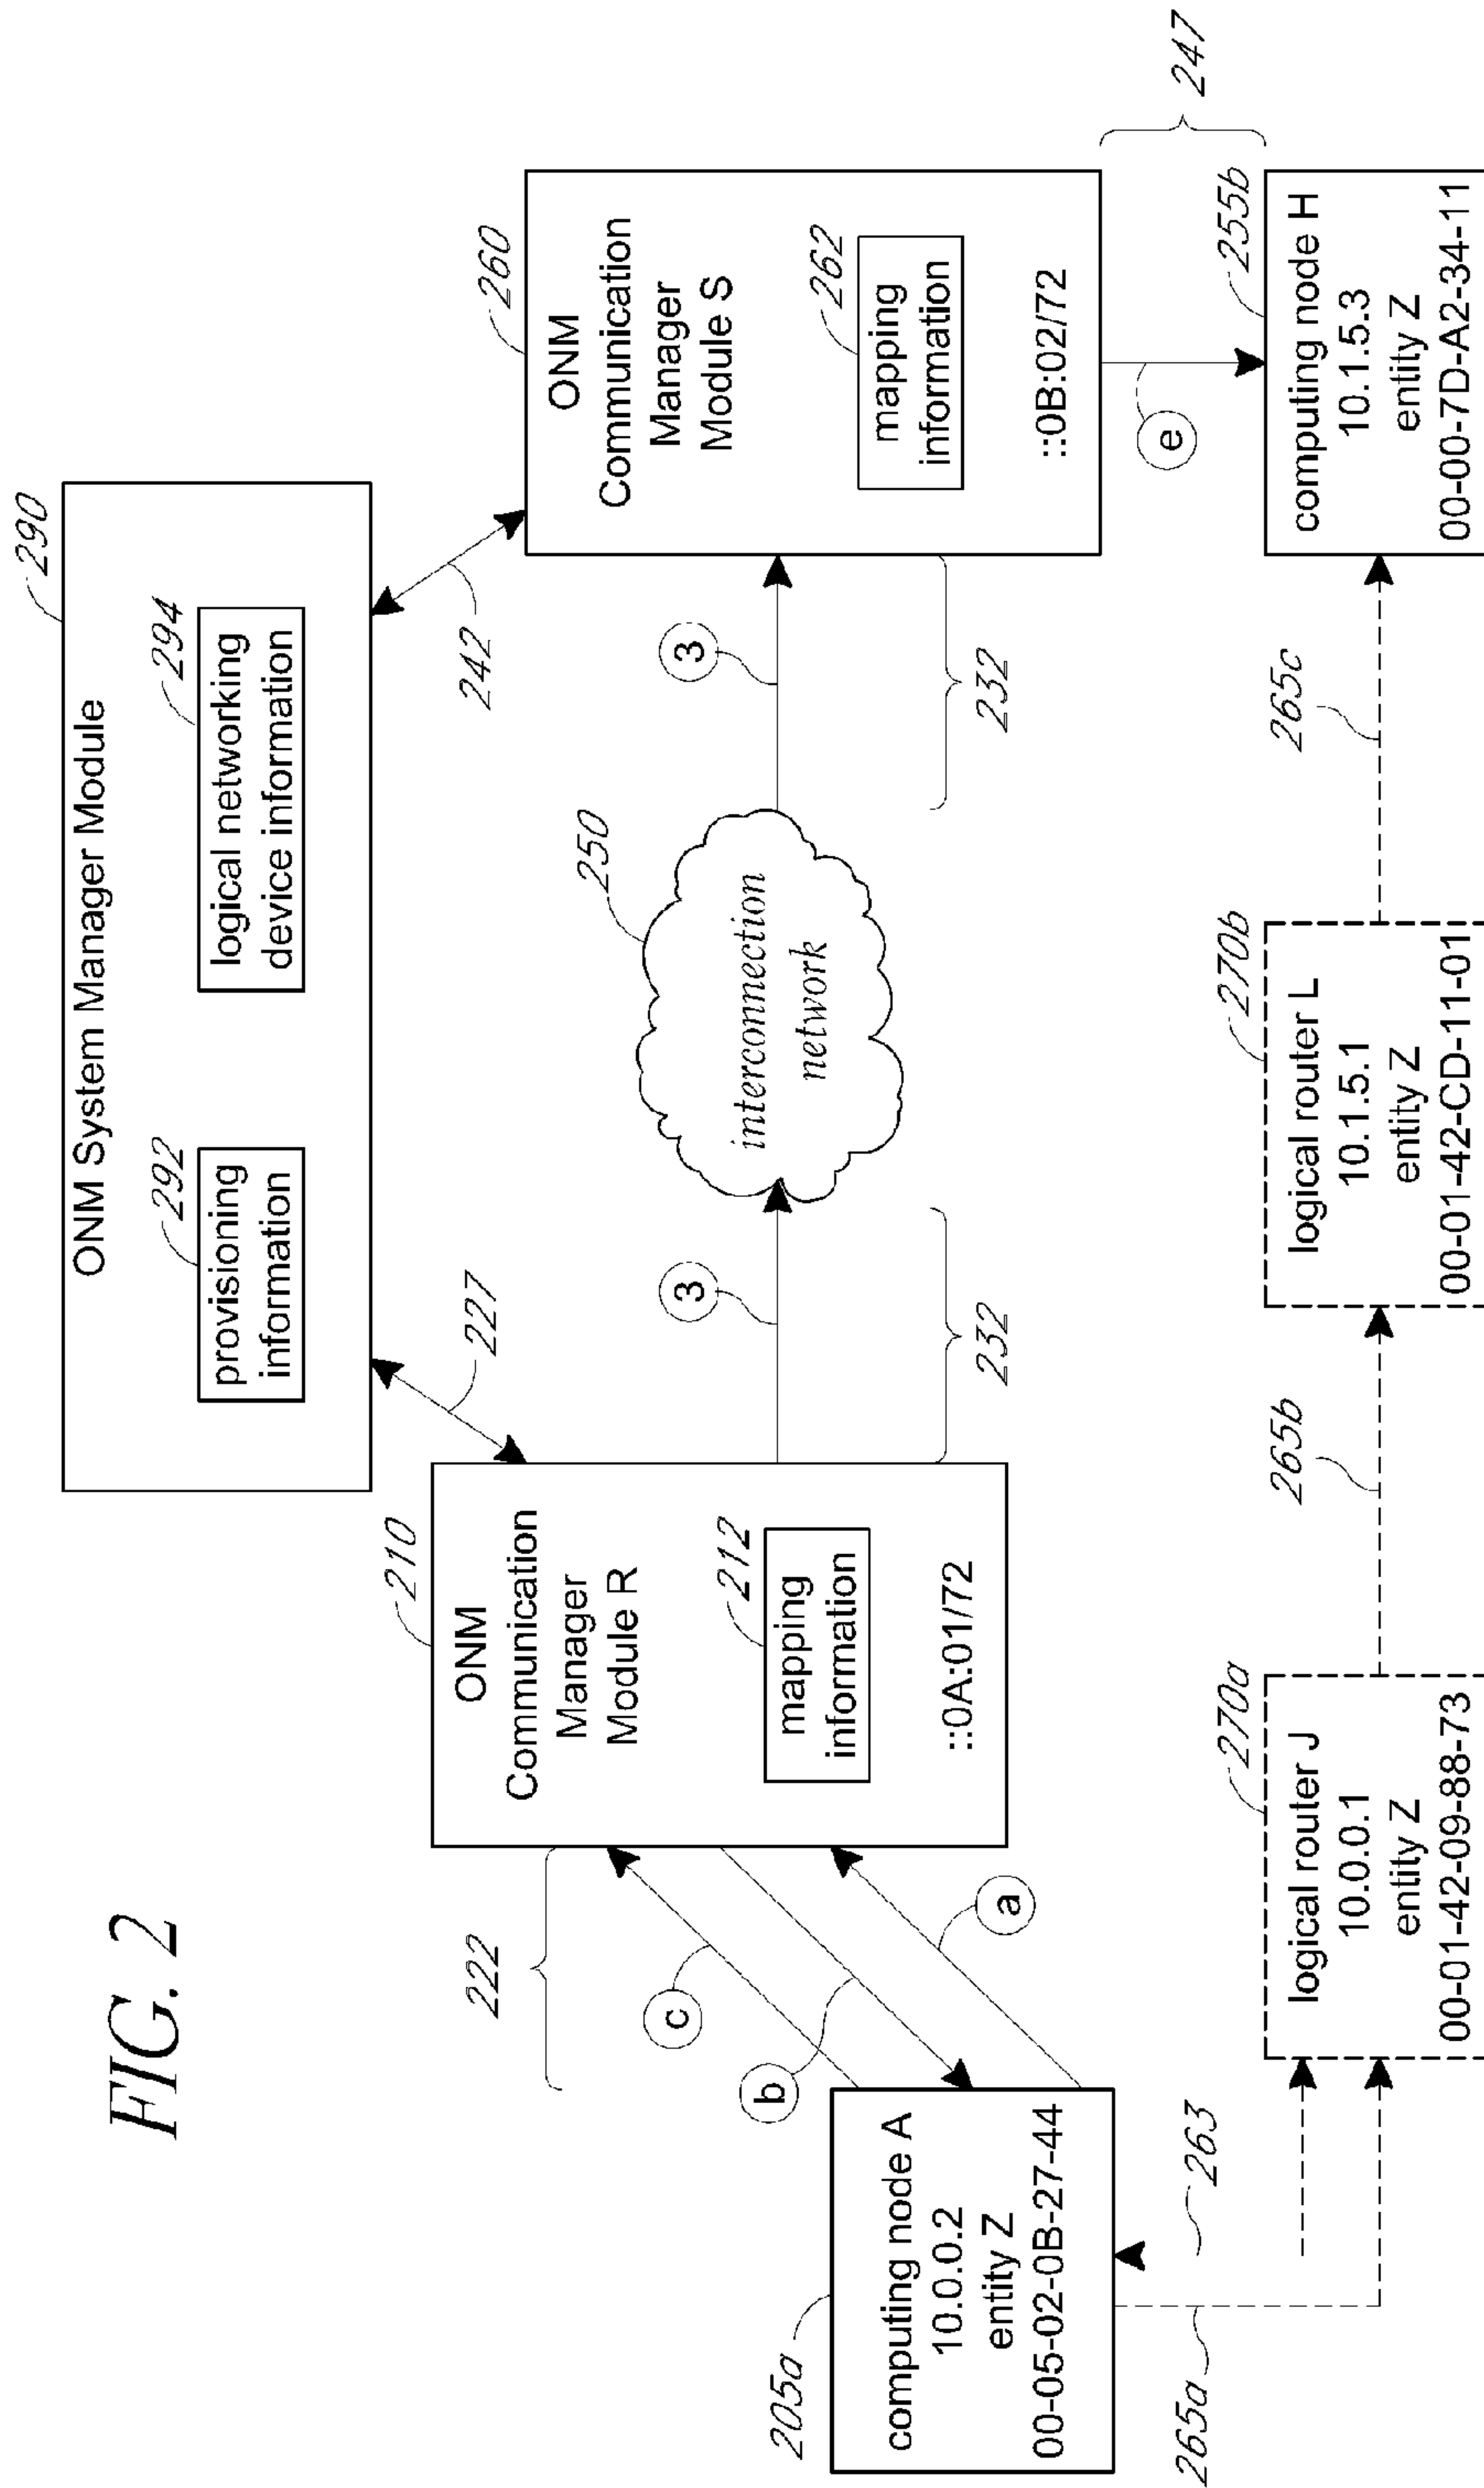 FIG. 2
290
ONM System Manager Module
292
provisioning
information
294
logical networking
device information
227
242
210
ONM
Communication
Manager
Module R
212
mapping
information
::0A:01/72
260
ONM
Communication
Manager
Module S
262
mapping
information
::0B:02/72
222
c
b
a
3
232
250
interconnection
network
3
232
e
247
205a
computing node A
10.0.0.2
entity Z
00-05-02-0B-27-44
263
265a
270a
logical router J
10.0.0.1
entity Z
00-01-42-09-88-73
265b
270b
logical router L
10.1.5.1
entity Z
00-01-42-CD-11-01
265c
255b
computing node H
10.1.5.3
entity Z
00-00-7D-A2-34-11